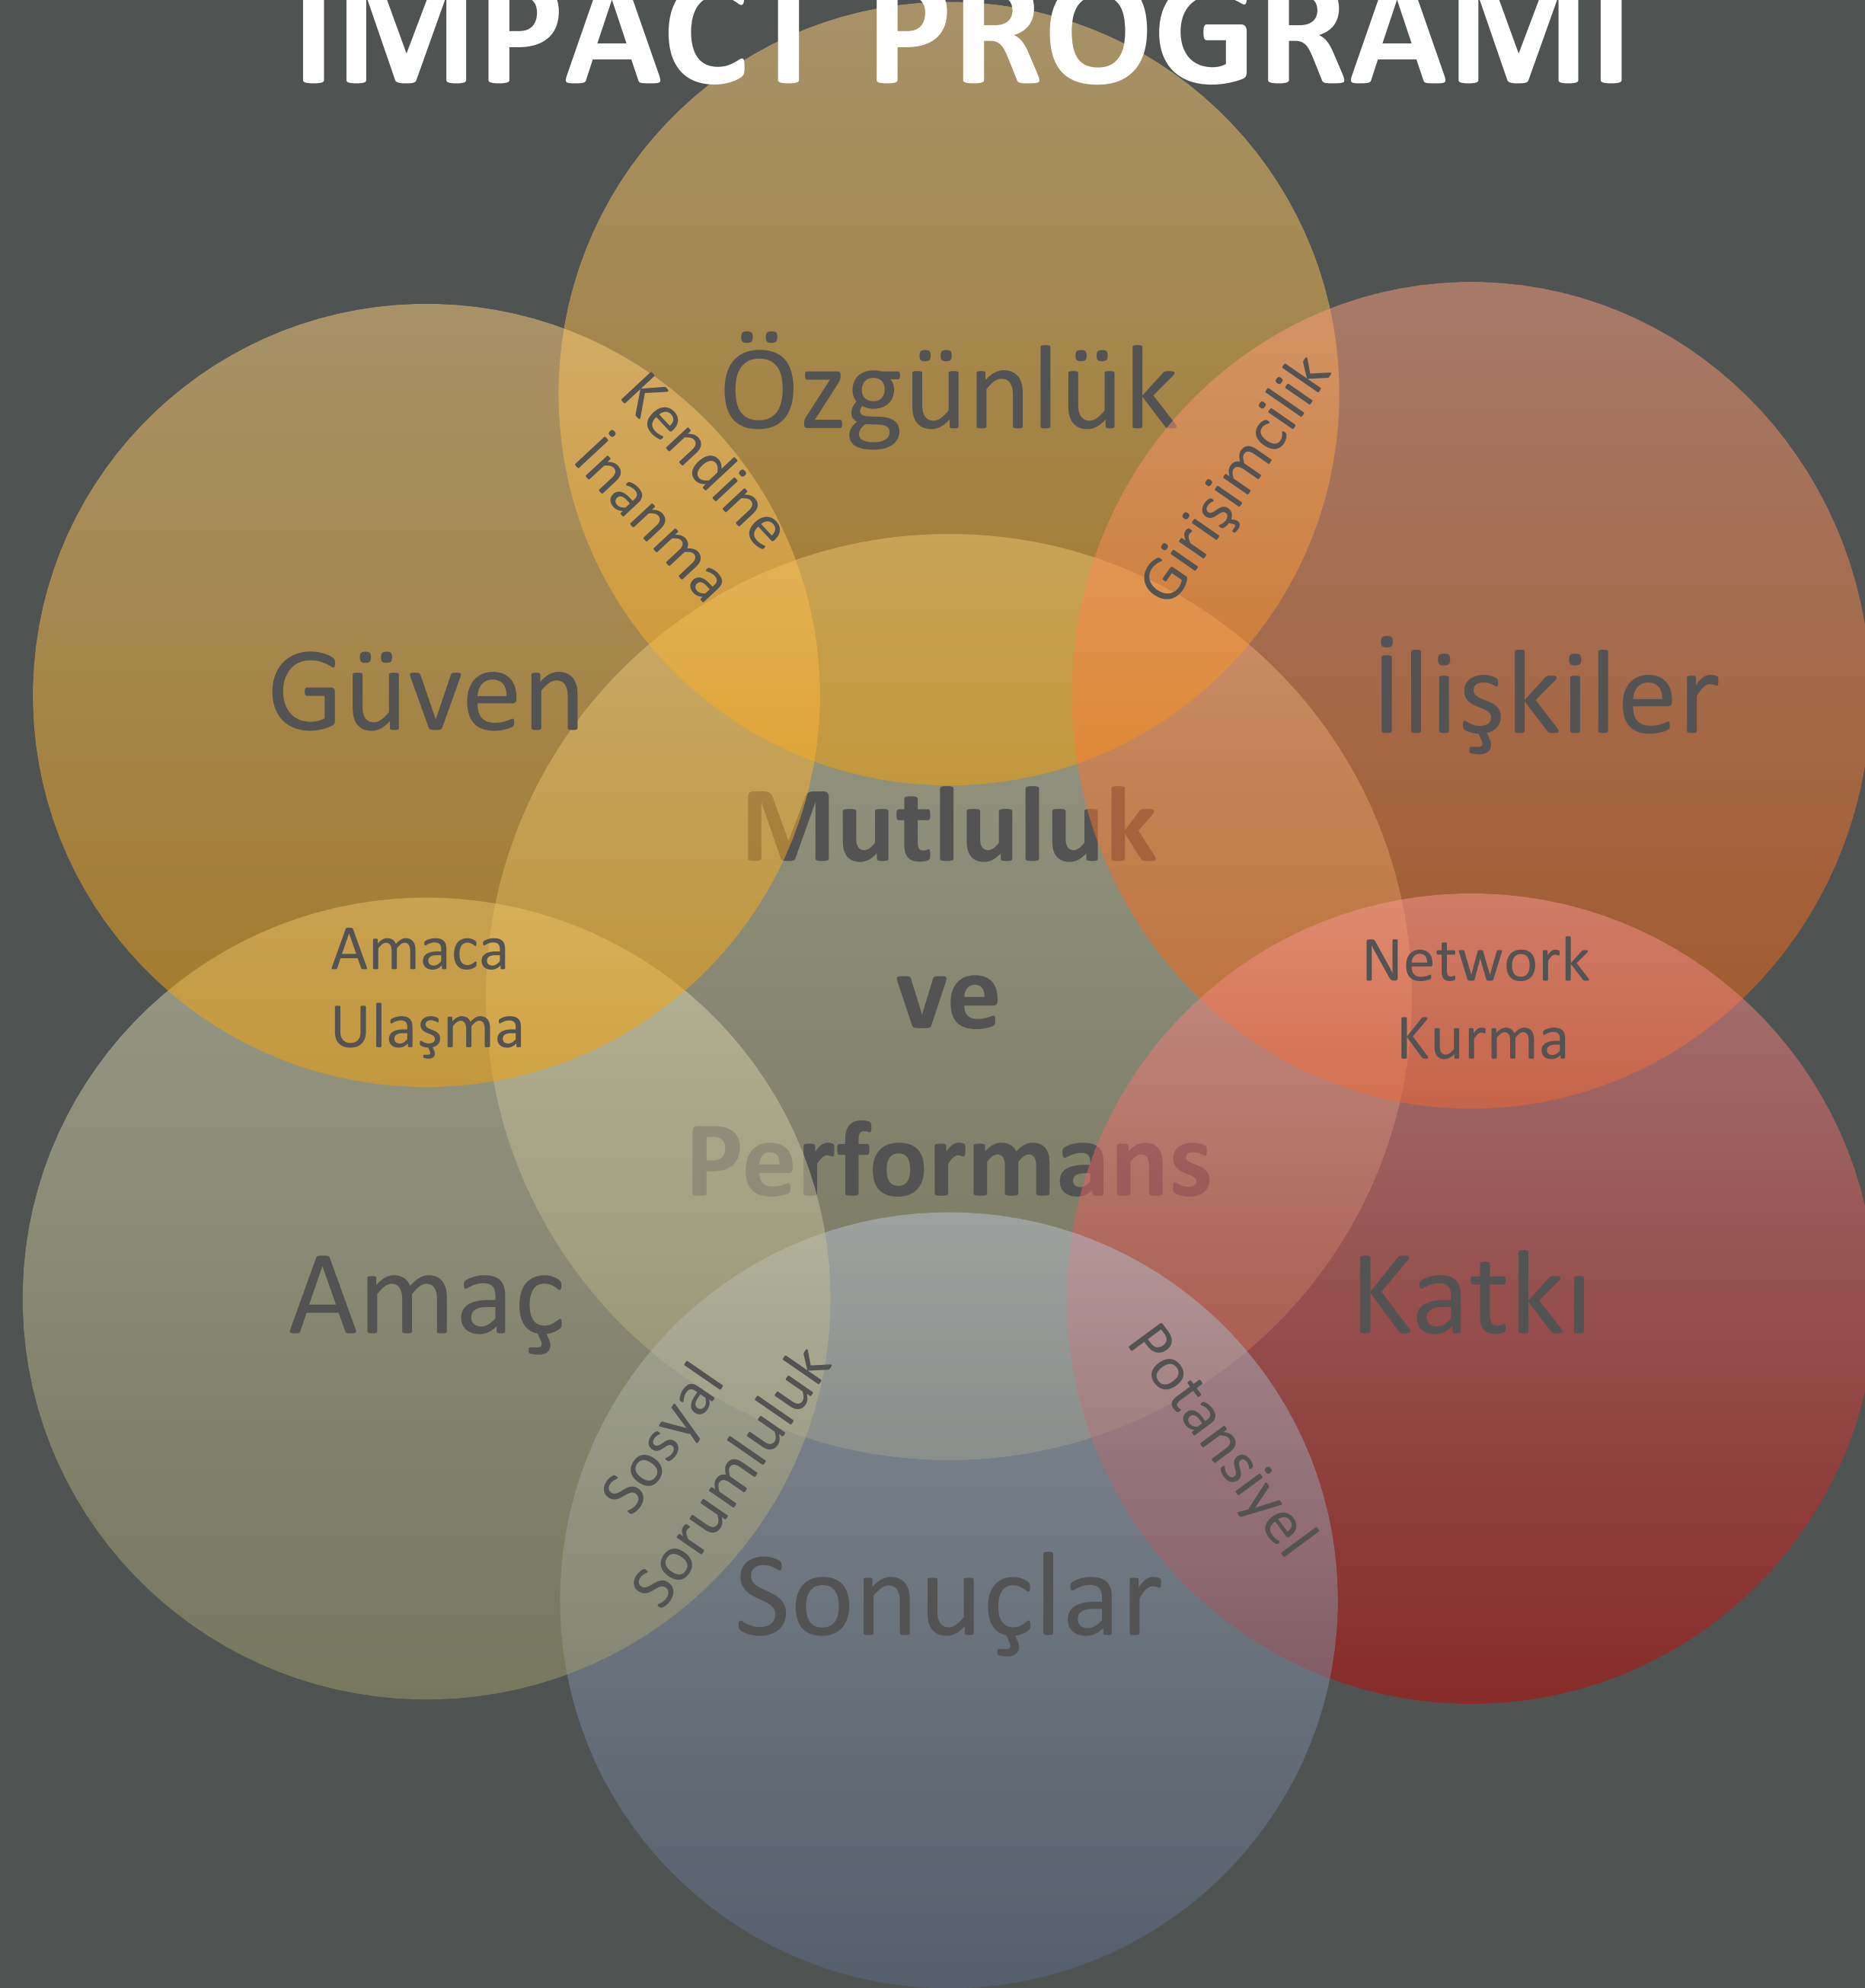 IMPACT PROGRAMI
Özgünlük
Kendine
İnanma
Girişimcilik
Güven
İlişkiler
Mutluluk
ve
Performans
Amaca
Ulaşma
Network
Kurma
Amaç
Katkı
Sosyal
Sorumluluk
Potansiyel
Sonuçlar